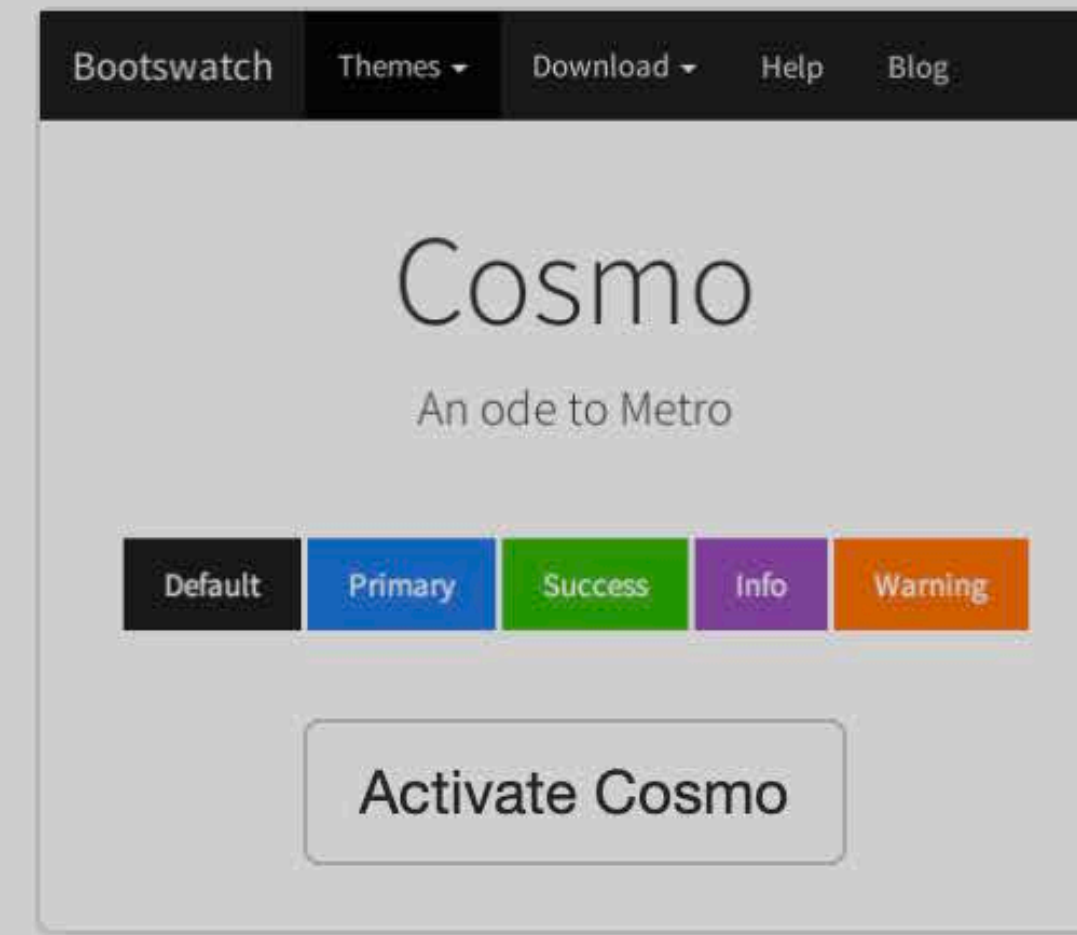 Bootswatch Themes Download Help Blog
Cosmo
An ode to Metro
Default Primary Success Info Warning
Activate Cosmo